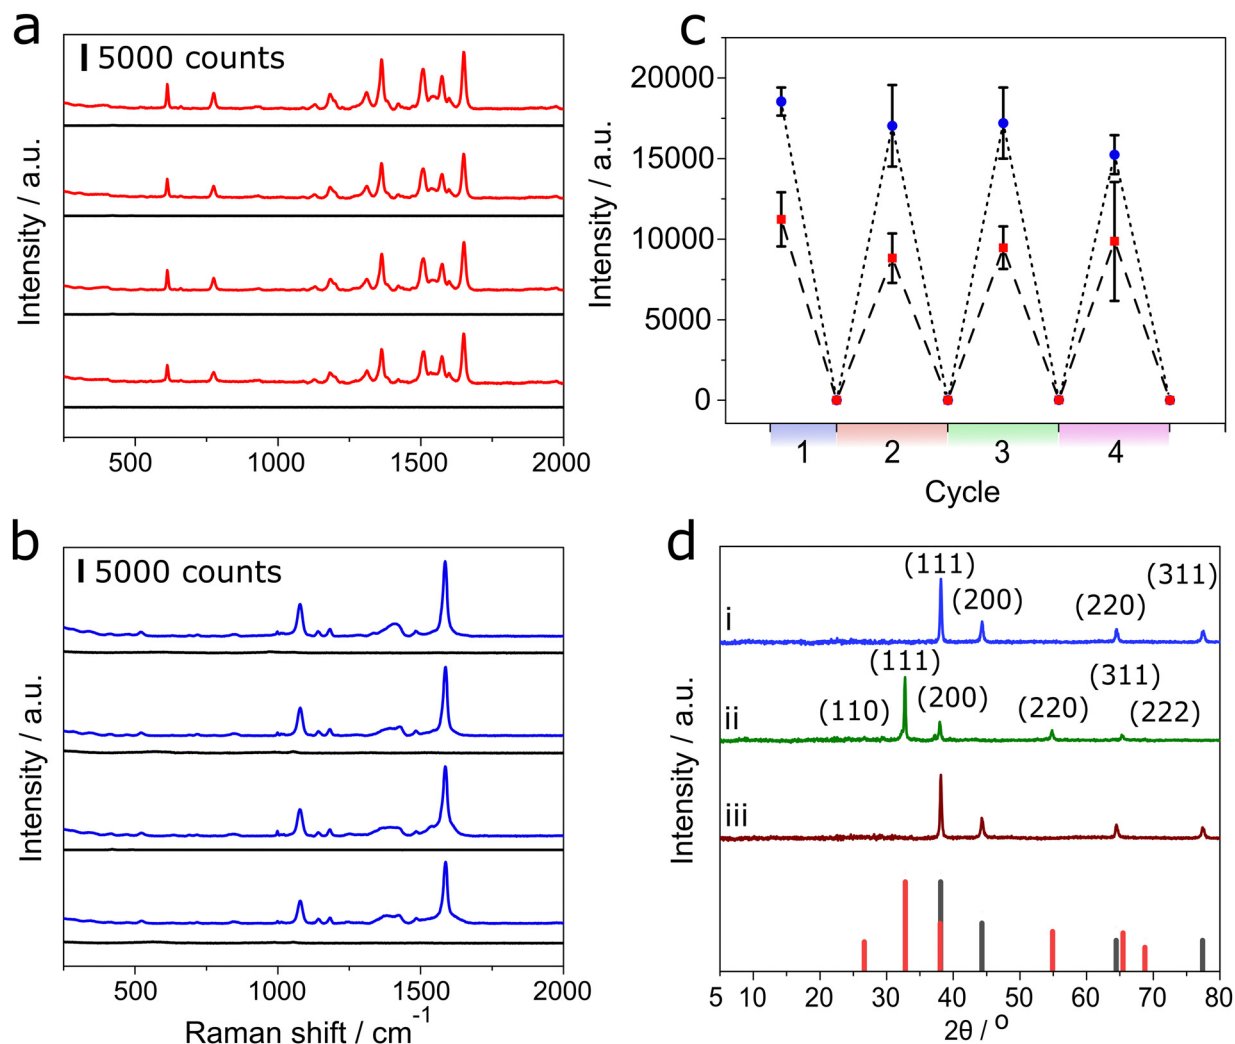 a
5000 counts
Intensity / a.u.
500 1000 1500 2000
b
5000 counts
Intensity / a.u.
500 1000 1500 2000
Raman shift / cm-1
c
20000
15000
10000
5000
0
Intensity / a.u.
1 2 3 4
Cycle
d
i
(111)
(200)
(220)
(311)
ii
(110)
(111)
(200)
(220)
(311)
(222)
iii
Intensity / a.u.
5 10 20 30 40 50 60 70 80
2θ / o